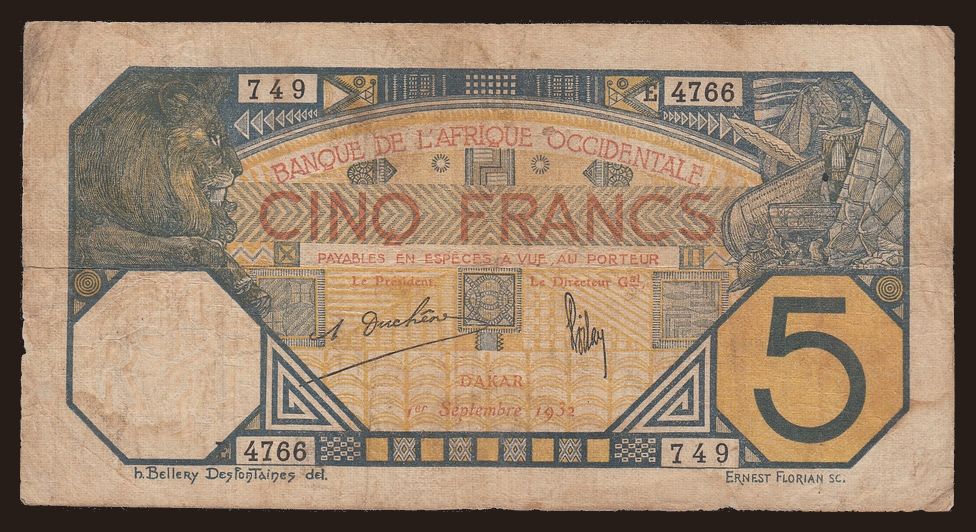 749 E 4766
BANQUE DE L'AFRIQUE OCCIDENTALE
CINQ FRANCS
PAYABLES EN ESPÈCES A VUE AU PORTEUR
Le Président, Le Directeur Gal,
A Duchêne
DAKAR
1er Septembre 1932
5
4766 749
h. Bellery Desfontaines del. ERNEST FLORIAN SC.